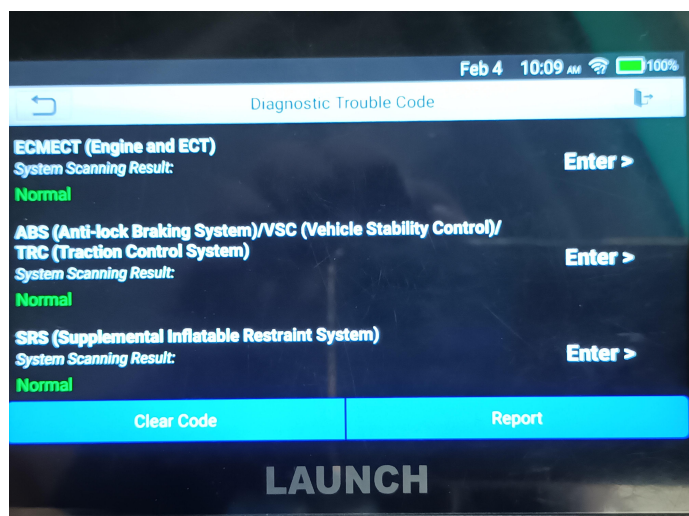 Feb 4 10:09 AM 100%
Diagnostic Trouble Code
ECMECT (Engine and ECT)
System Scanning Result:
Enter >
Normal
ABS (Anti-lock Braking System)/VSC (Vehicle Stability Control)/
TRC (Traction Control System)
Enter >
System Scanning Result:
Normal
SRS (Supplemental Inflatable Restraint System)
System Scanning Result:
Enter >
Normal
Clear Code
Report
LAUNCH